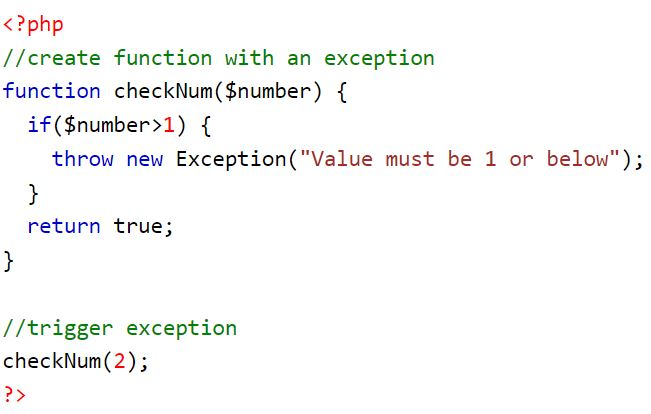 <?php
//create function with an exception
function checkNum($number) {
  if($number>1) {
    throw new Exception("Value must be 1 or below");
  }
  return true;
}

//trigger exception
checkNum(2);
?>